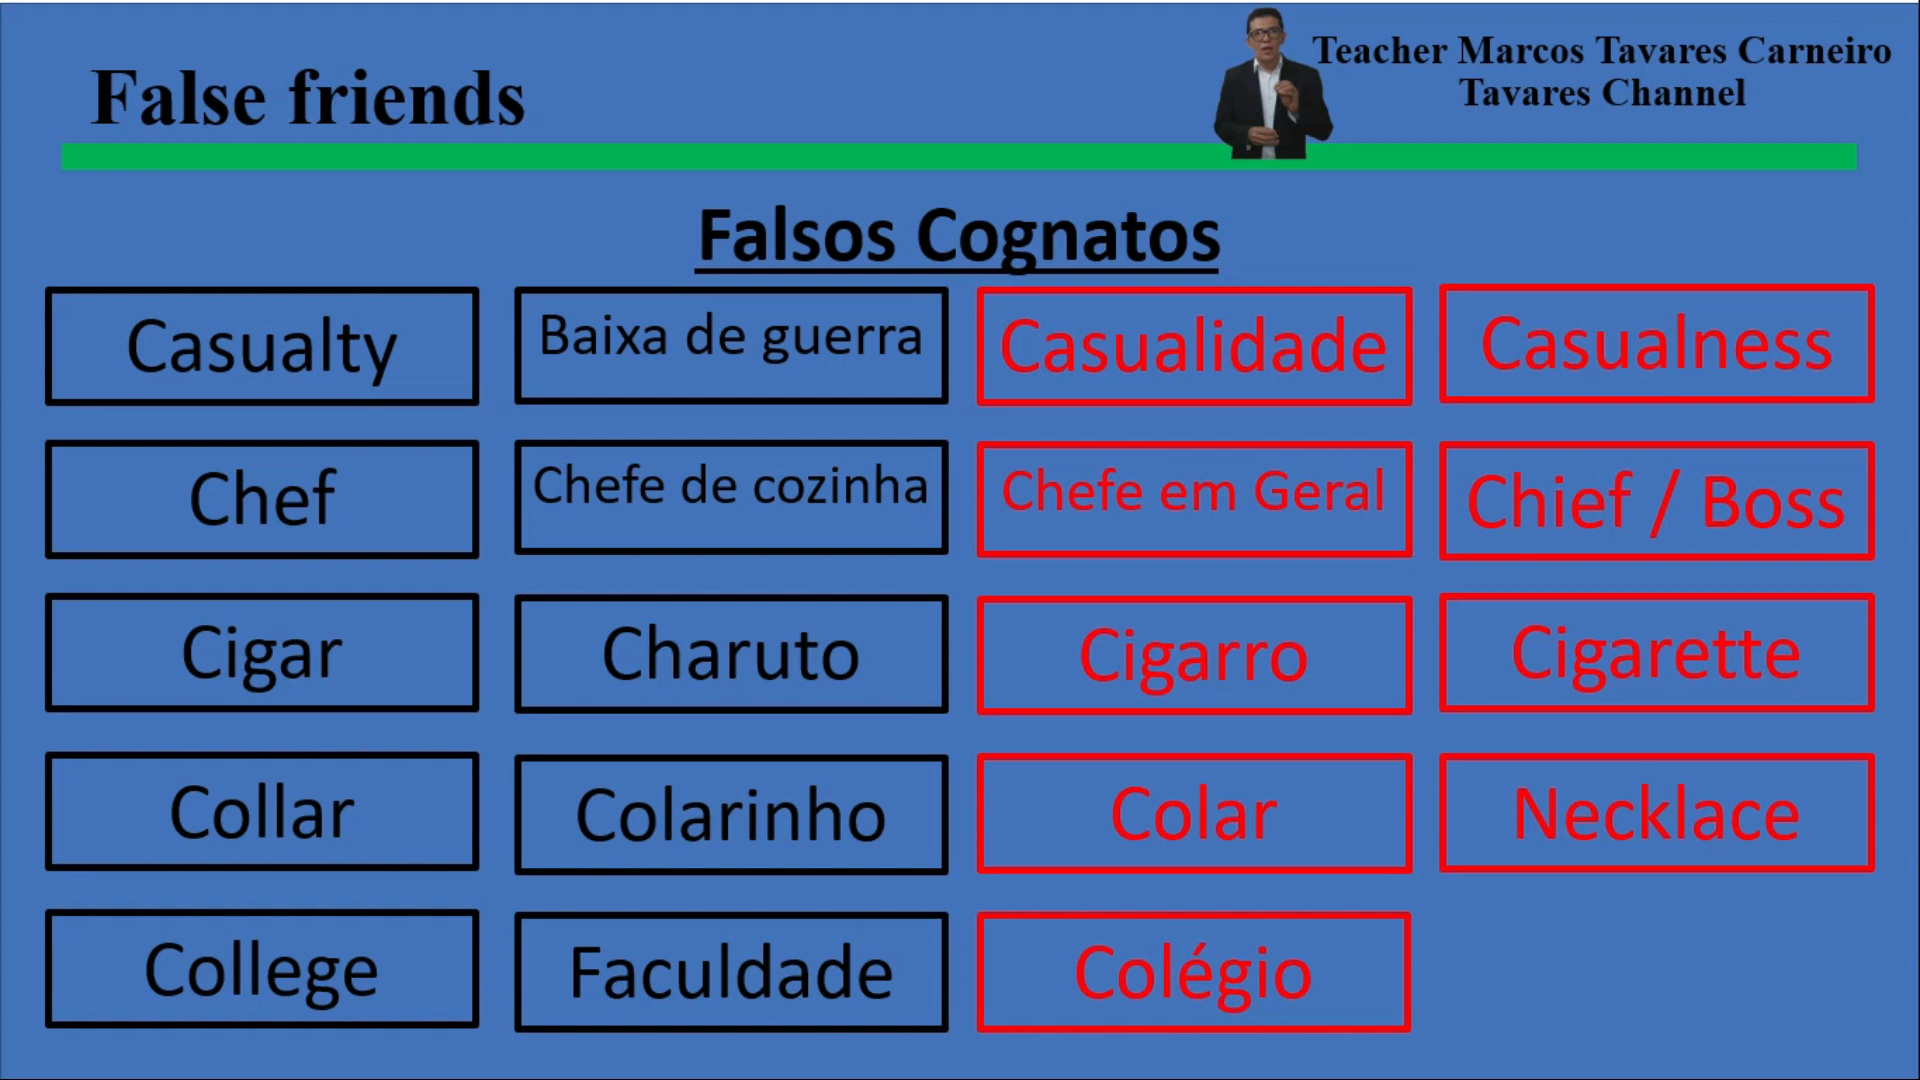 False friends
Teacher Marcos Tavares Carneiro
Tavares Channel
Falsos Cognatos
Casualty
Baixa de guerra
Casualidade
Casualness
Chef
Chefe de cozinha
Chefe em Geral
Chief / Boss
Cigar
Charuto
Cigarro
Cigarette
Collar
Colarinho
Colar
Necklace
College
Faculdade
Colégio